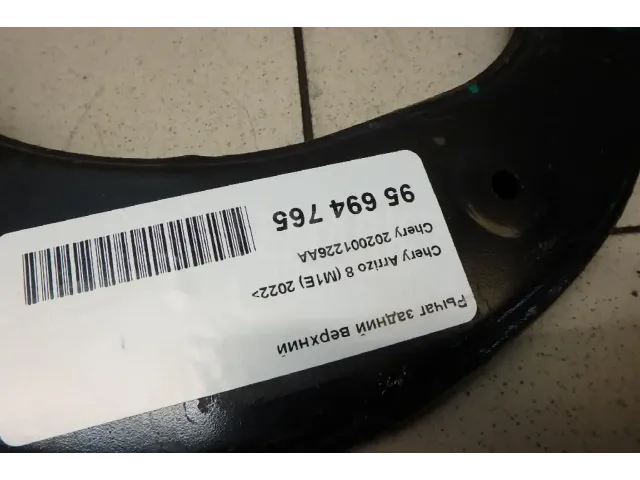 Рычаг задний верхний
Chery Arrizo 8 (M1E) 2022>
Chery 202001226AA
95 694 765